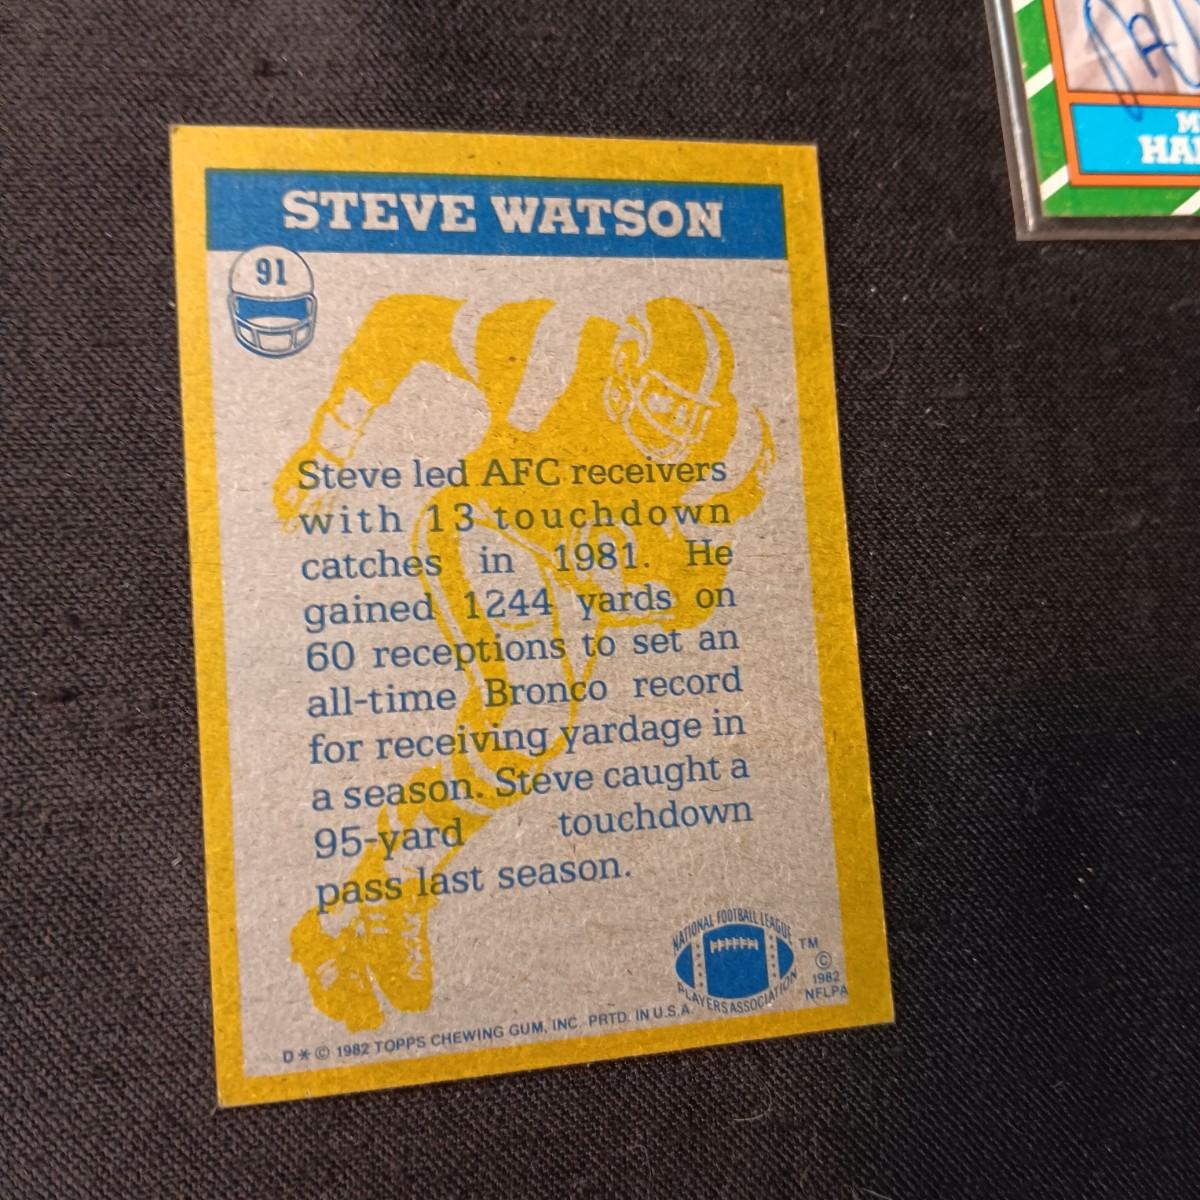 STEVE WATSON
91
Steve led AFC receivers
with 13 touchdown
catches in 1981. He
gained 1244 yards on
60 receptions to set an
all-time Bronco record
for receiving yardage in
a season. Steve caught a
95-yard touchdown
pass last season.
NATIONAL FOOTBALL LEAGUE
PLAYERS ASSOCIATION
TM
©
1982
NFLPA
D * © 1982 TOPPS CHEWING GUM, INC. PRTD. IN U.S.A.